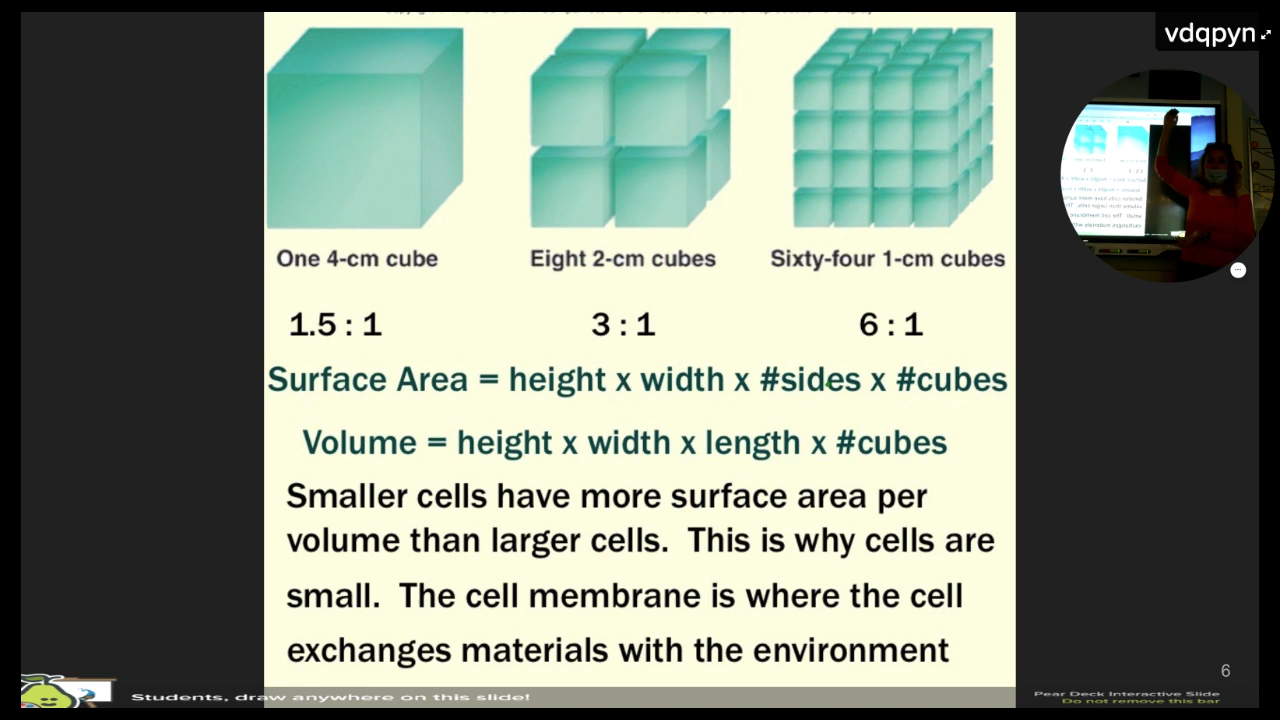 vdqpyn
One 4-cm cube Eight 2-cm cubes Sixty-four 1-cm cubes
1.5 : 1 3 : 1 6 : 1
Surface Area = height x width x #sides x #cubes
Volume = height x width x length x #cubes
Smaller cells have more surface area per
volume than larger cells. This is why cells are
small. The cell membrane is where the cell
exchanges materials with the environment
6
Students, draw anywhere on this slide!
Pear Deck Interactive Slide
Do not remove this bar